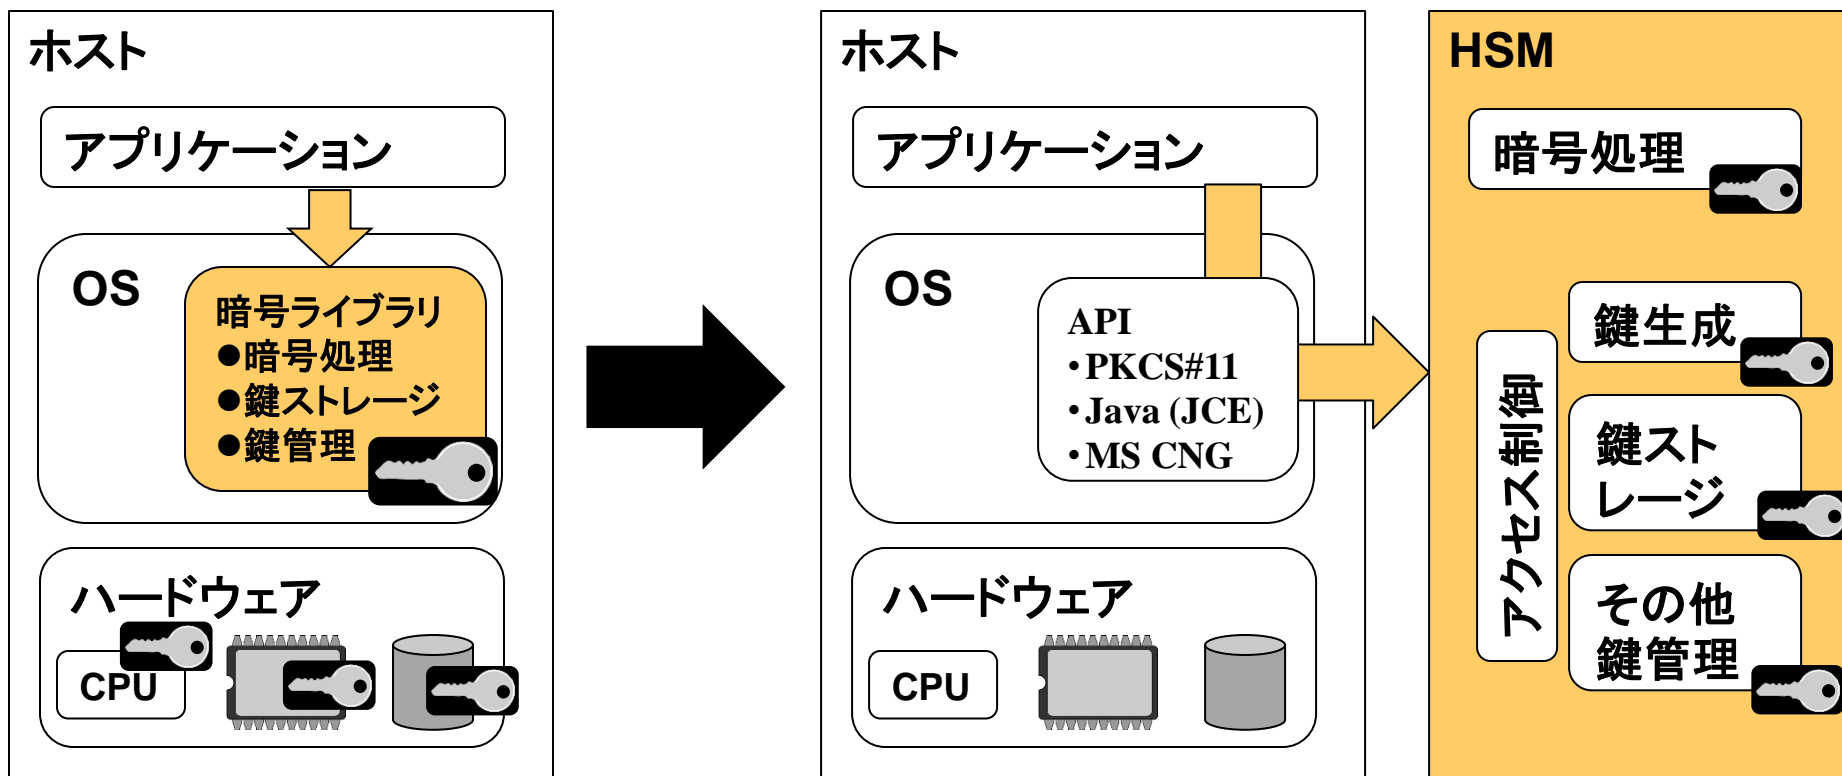 ホスト
アプリケーション
OS
暗号ライブラリ
●暗号処理
●鍵ストレージ
●鍵管理
ハードウェア
CPU
ホスト
アプリケーション
OS
API
・PKCS#11
・Java (JCE)
・MS CNG
ハードウェア
CPU
HSM
暗号処理
アクセス制御
鍵生成
鍵スト
レージ
その他
鍵管理